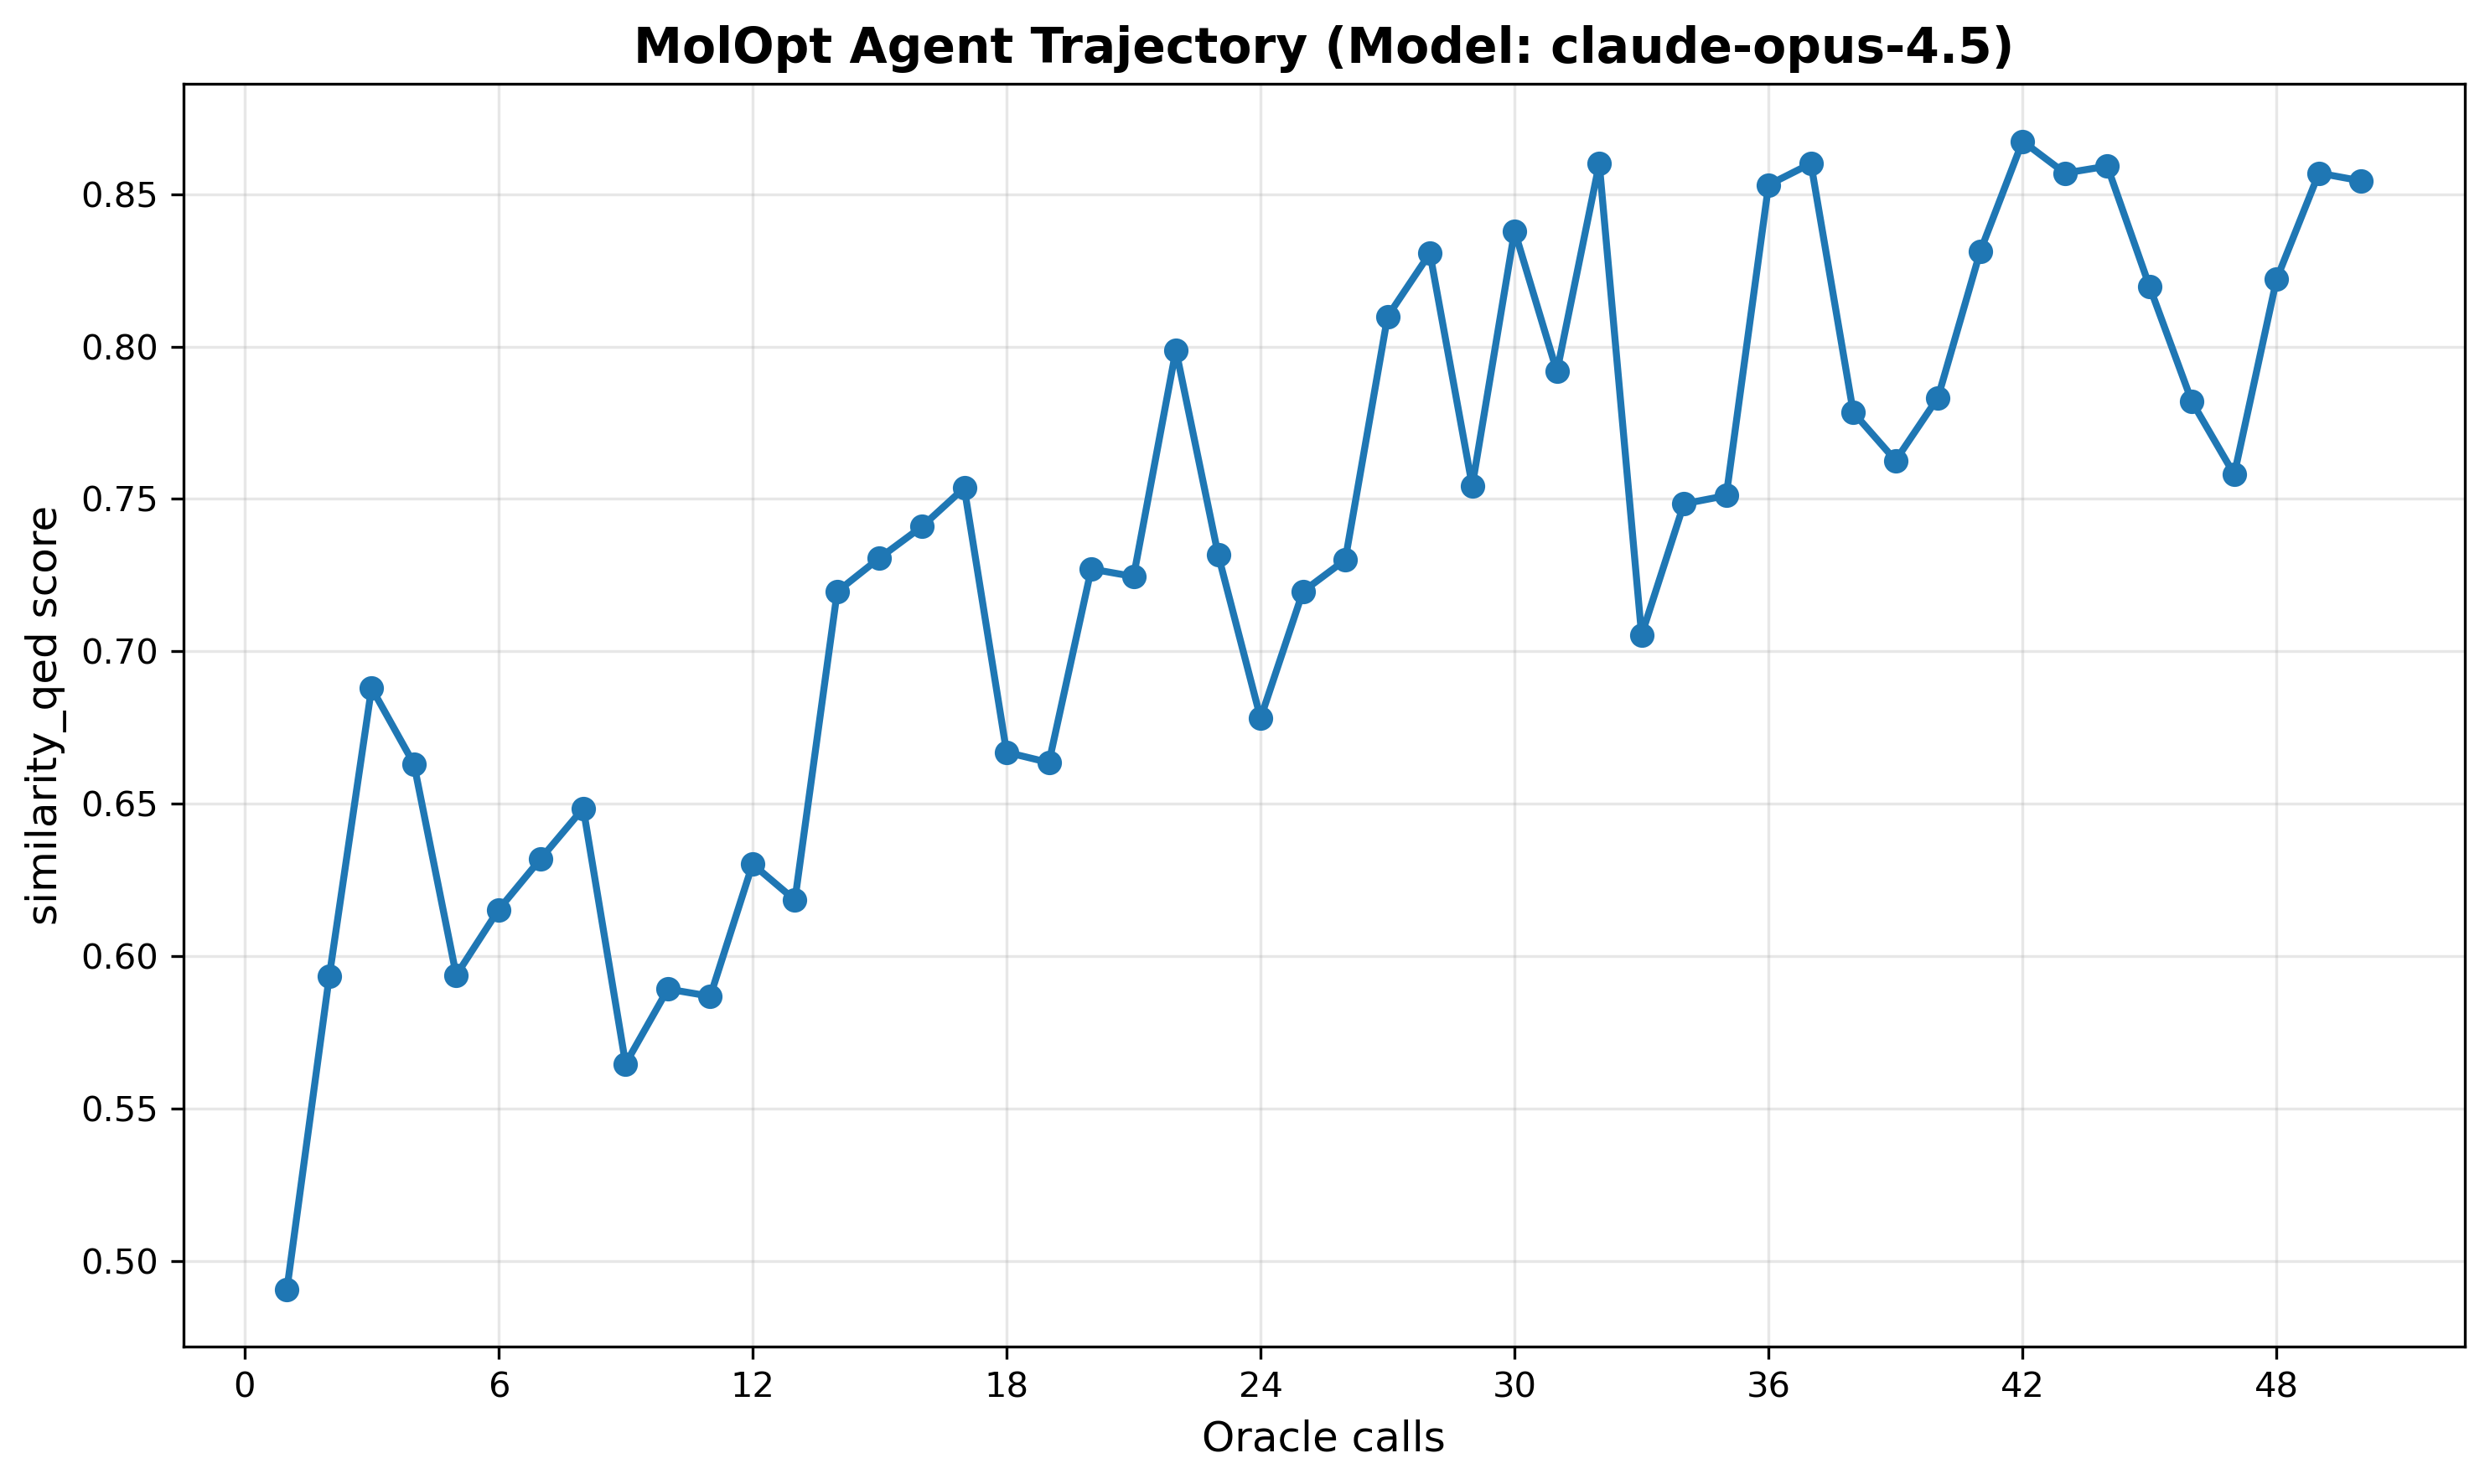 MolOpt Agent Trajectory (Model: claude-opus-4.5)
similarity_qed score
0.85
0.80
0.75
0.70
0.65
0.60
0.55
0.50
0 6 12 18 24 30 36 42 48
Oracle calls